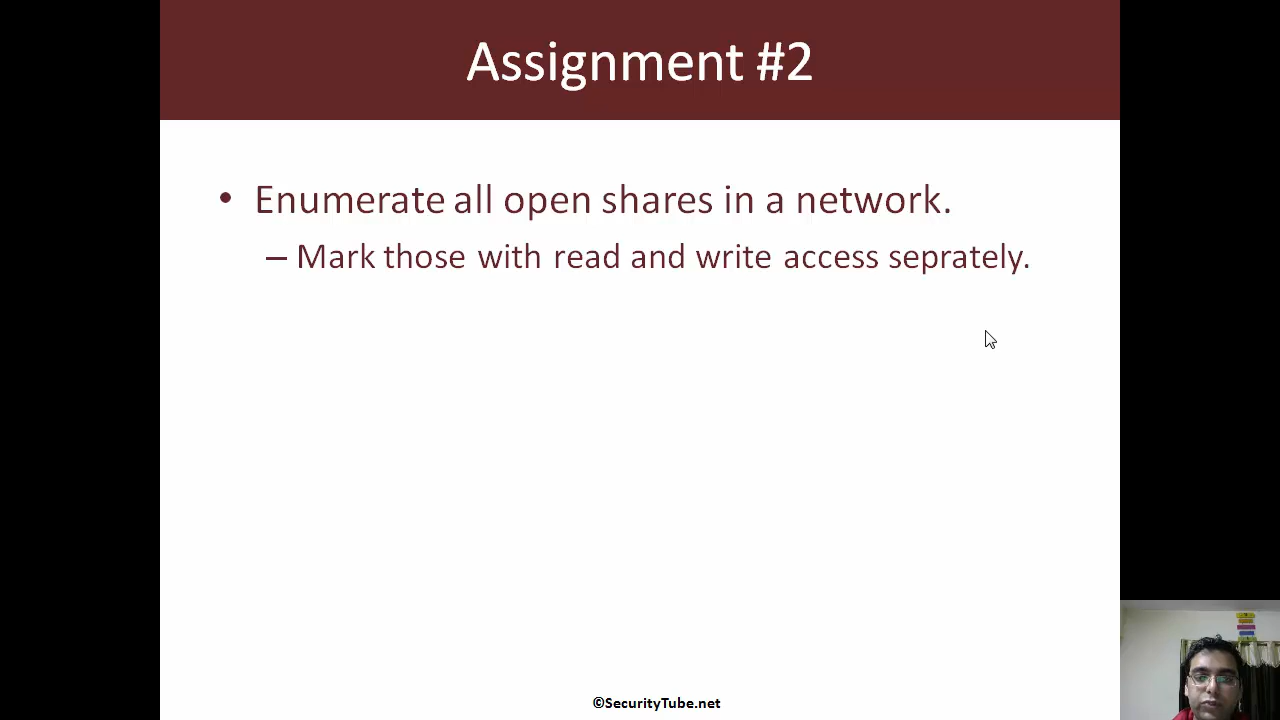 Assignment #2
• Enumerate all open shares in a network.
– Mark those with read and write access seprately.
©SecurityTube.net